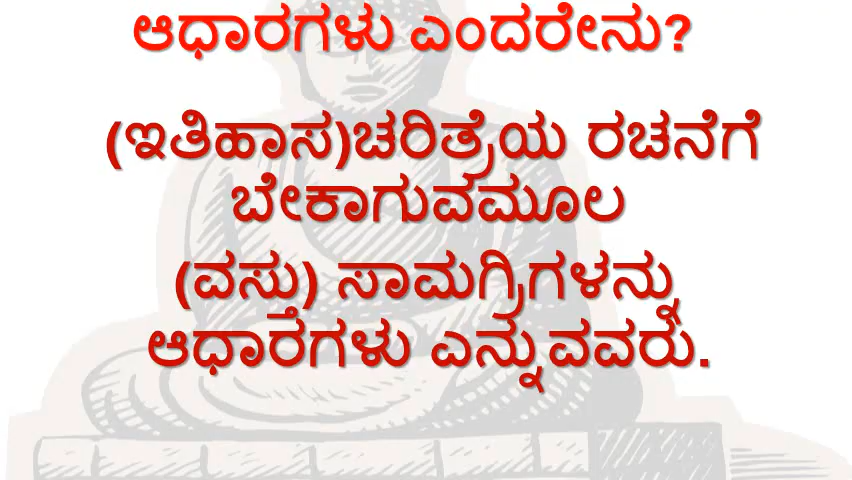 ಆಧಾರಗಳು ಎಂದರೇನು?
(ಇತಿಹಾಸ)ಚರಿತ್ರೆಯ ರಚನೆಗೆ
ಬೇಕಾಗುವಮೂಲ
(ವಸ್ತು) ಸಾಮಗ್ರಿಗಳನ್ನು
ಆಧಾರಗಳು ಎನ್ನುವವರು.